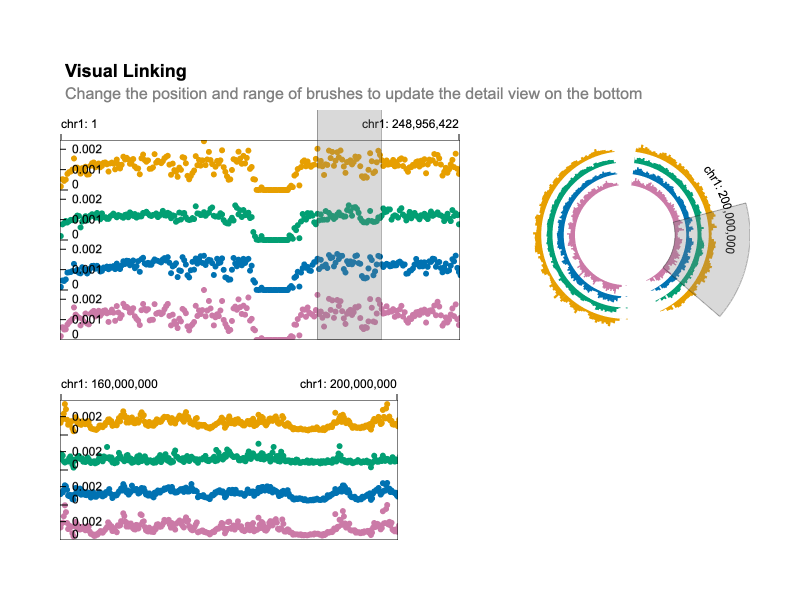 Visual Linking
Change the position and range of brushes to update the detail view on the bottom
chr1: 1
chr1: 248,956,422
0.002
0.001
0
0.002
0.001
0
0.002
0.001
0
0.002
0.001
0
chr1: 200,000,000
chr1: 160,000,000
chr1: 200,000,000
0.002
0
0.002
0
0.002
0
0.002
0